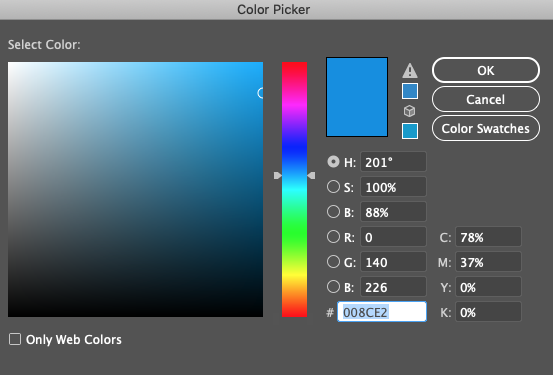 Color Picker
Select Color:
OK
Cancel
Color Swatches
H: 201°
S: 100%
B: 88%
R: 0
G: 140
B: 226
# 008CE2
C: 78%
M: 37%
Y: 0%
K: 0%
Only Web Colors